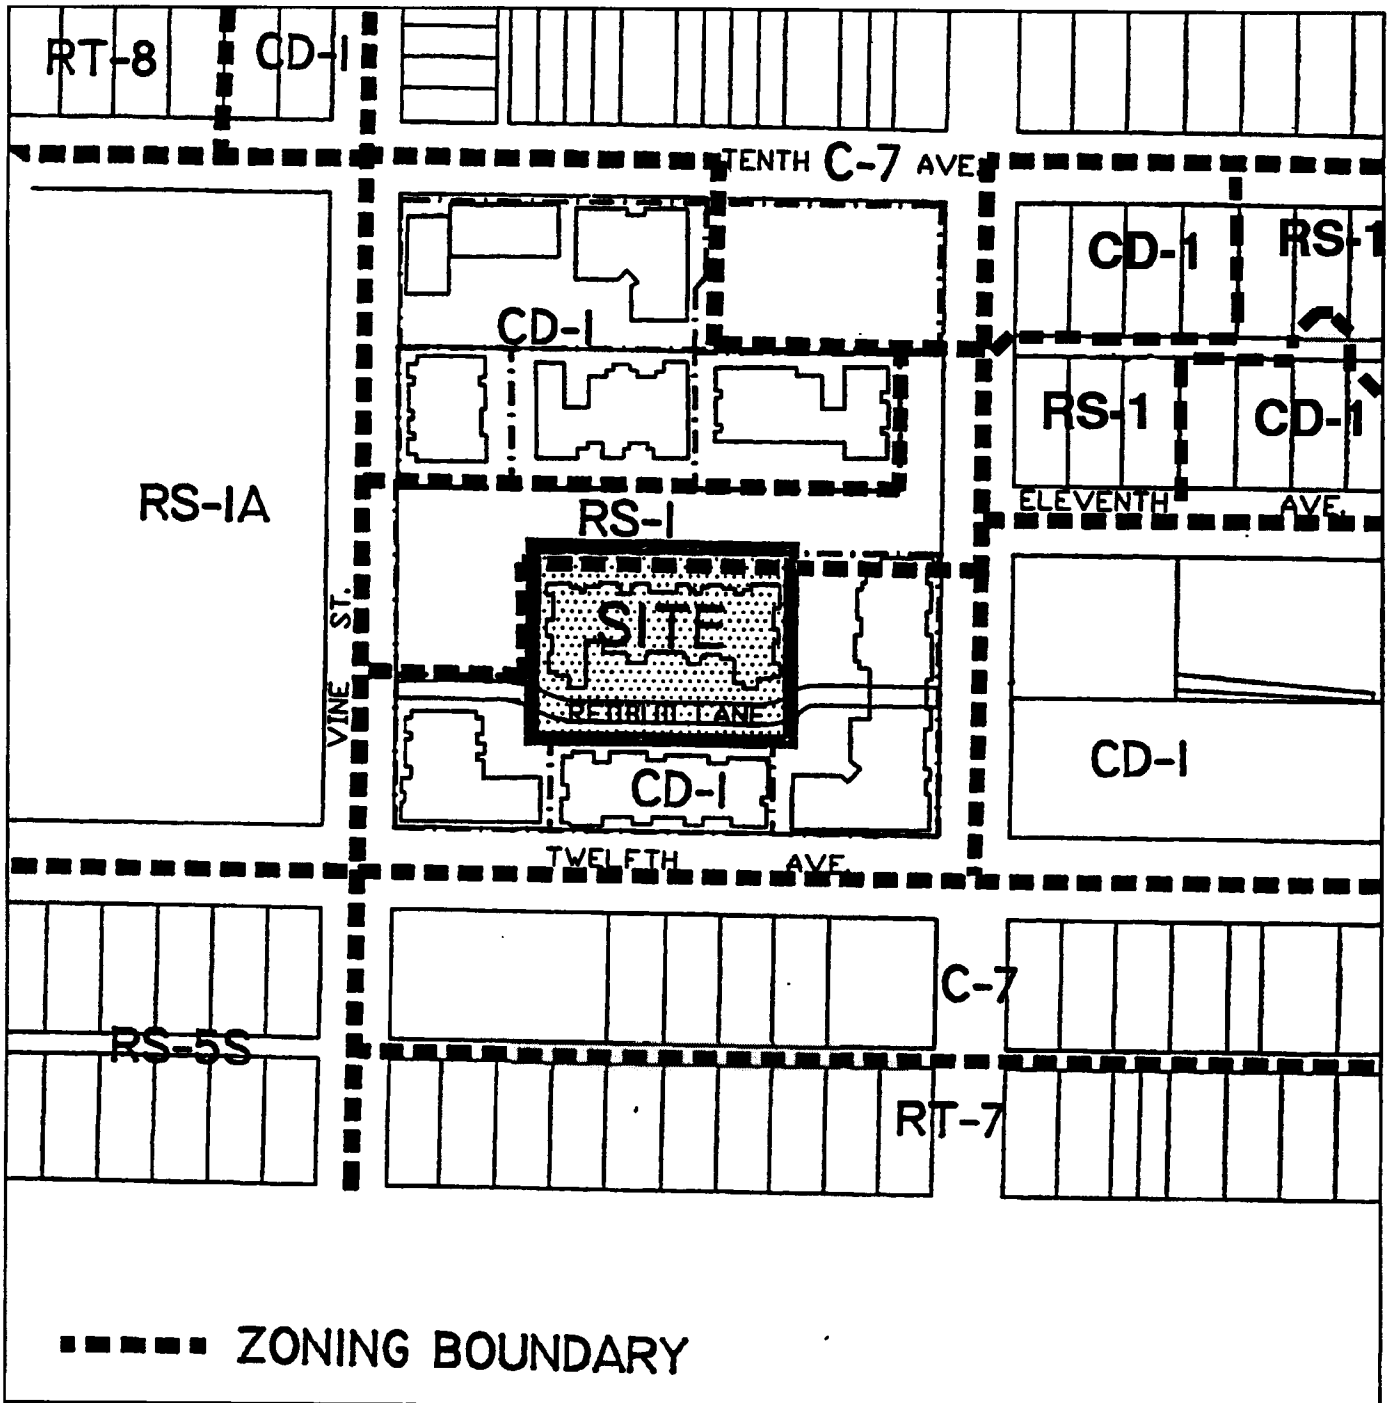 RT-8
CD-1
TENTH C-7 AVE.
CD-1
RS-1
CD-1
RS-1
CD-1
RS-1A
RS-1
ELEVENTH AVE.
SITE
VINE ST.
LANE
CD-1
CD-1
TWELFTH AVE.
C-7
RS-5S
RT-7
ZONING BOUNDARY